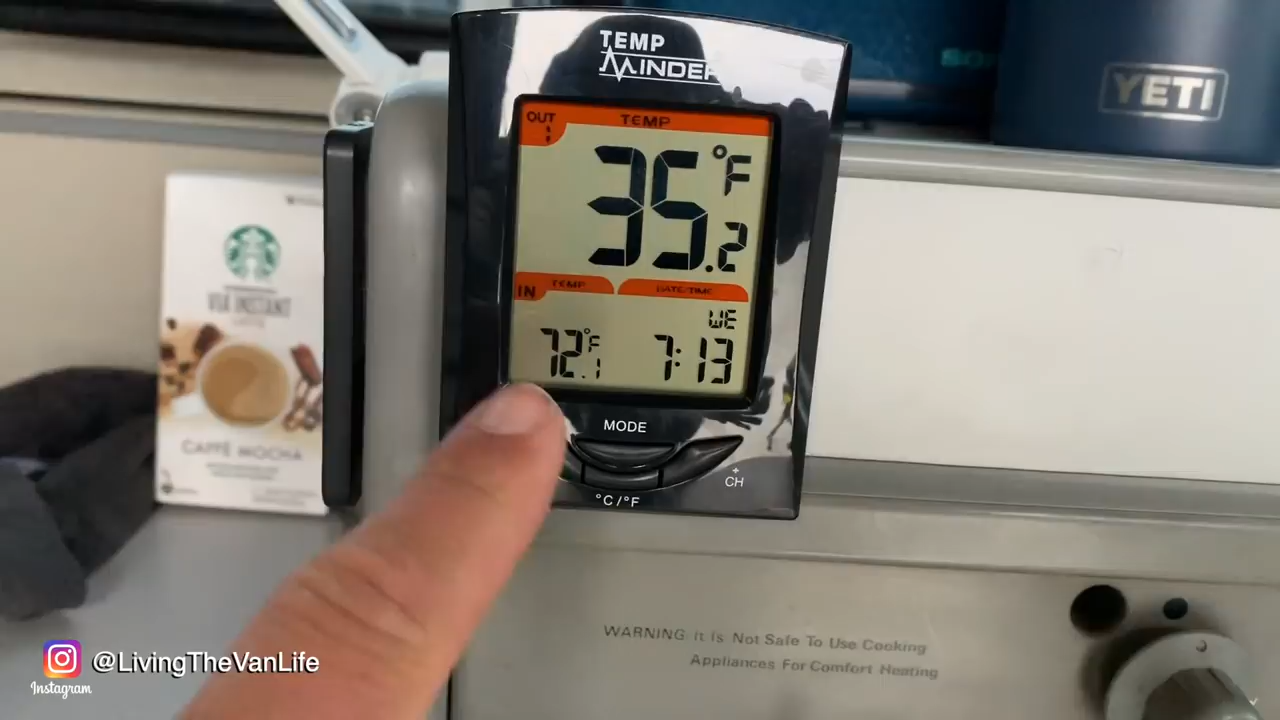 TEMP
MINDER
YETI
OUT
TEMP
35.2 °F
IN
TEMP
DATE/TIME
WE
72.1 °F
7:13
MODE
+
CH
°C/°F
VIA INSTANT
CAFFÈ MOCHA
WARNING It Is Not Safe To Use Cooking
Appliances For Comfort Heating
@LivingTheVanLife
Instagram